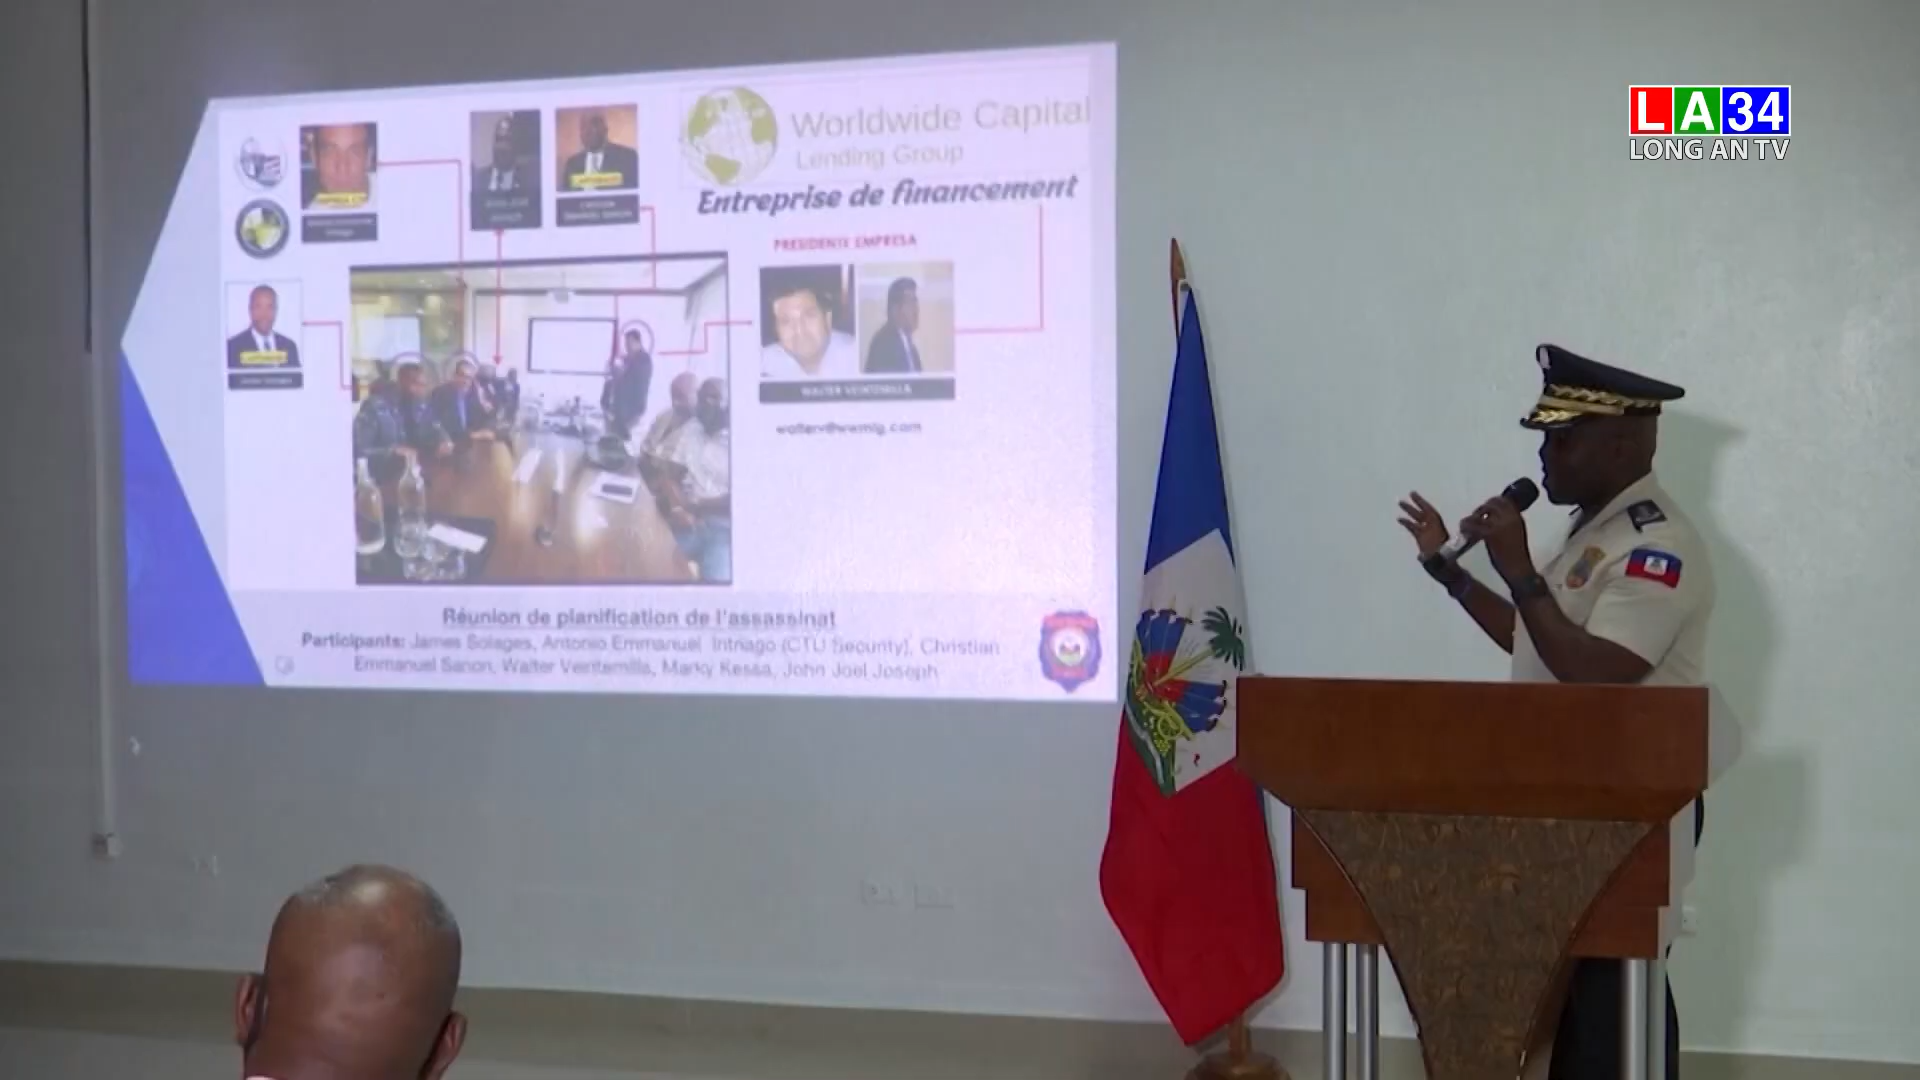 LA34
LONG AN TV
Worldwide Capital
Lending Group
Entreprise de financement
PRESIDENTE EMPRESA
WALTER VEINTEMILLA
walterv@wwmlg.com
Réunion de planification de l'assassinat
Participants: James Solages, Antonio Emmanuel Intriago (CTU Security), Christian
Emmanuel Sanon, Walter Veintemilla, Marky Kessa, John Joel Joseph